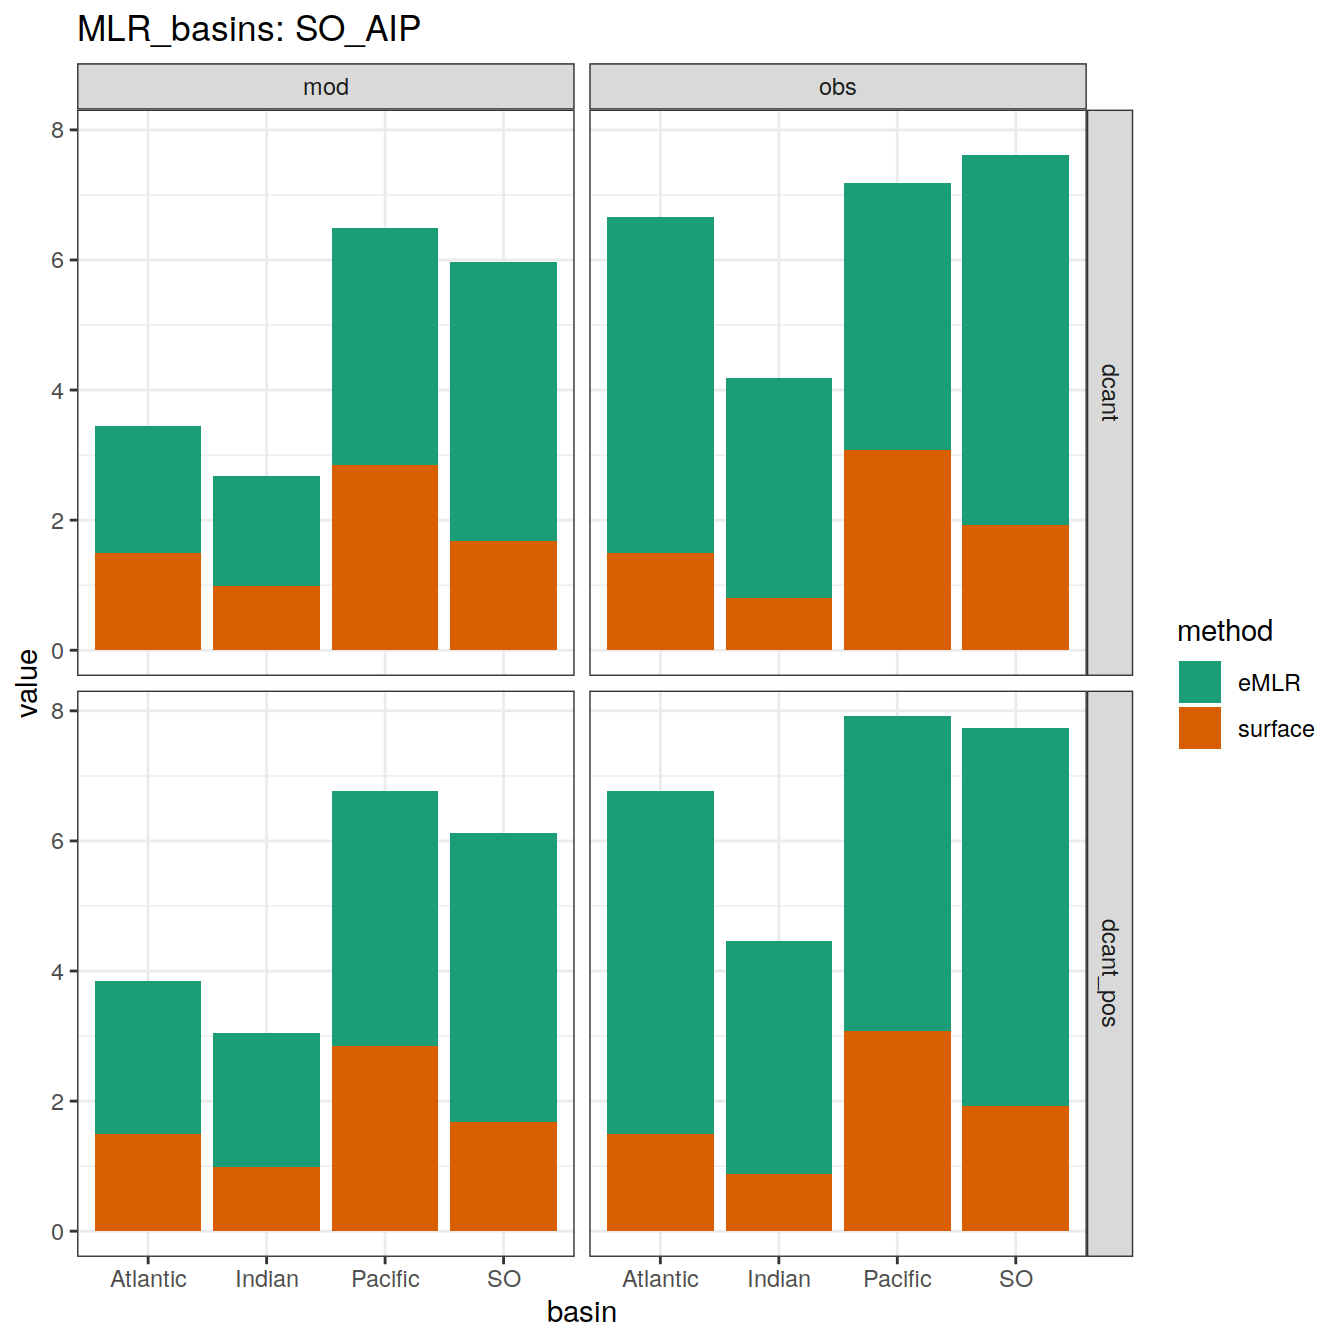 MLR_basins: SO_AIP
mod
obs
8
6
4
2
0
dcant
8
6
4
2
0
dcant_pos
value
Atlantic
Indian
Pacific
SO
Atlantic
Indian
Pacific
SO
basin
method
eMLR
surface